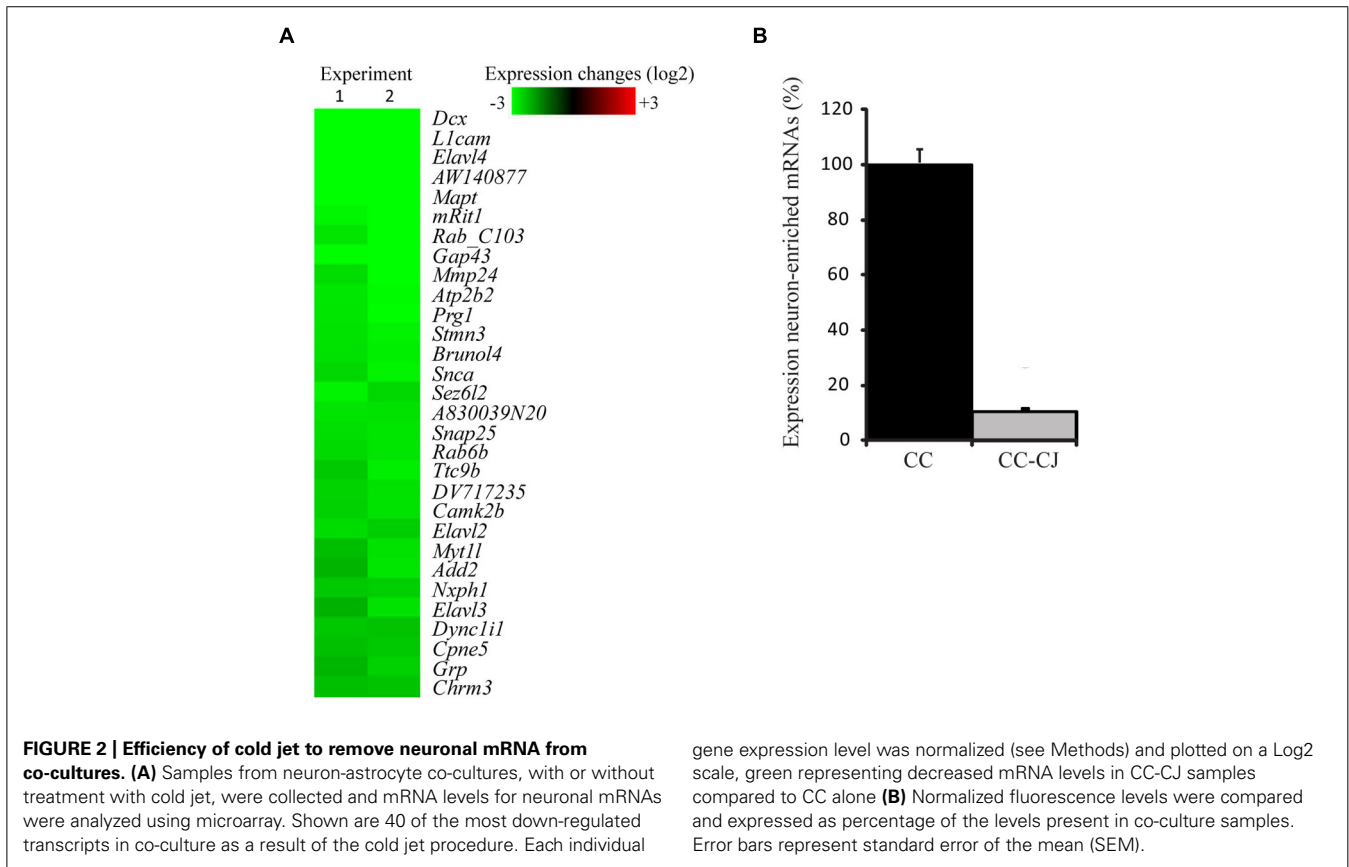 A
B
Experiment
1 2
Expression changes (log2)
-3 +3
Dcx
L1cam
Elavl4
AW140877
Mapt
mRit1
Rab_C103
Gap43
Mmp24
Atp2b2
Prg1
Stmn3
Brunol4
Snca
Sez6l2
A830039N20
Snap25
Rab6b
Ttc9b
DV717235
Camk2b
Elavl2
Myt1l
Add2
Nxph1
Elavl3
Dync1i1
Cpne5
Grp
Chrm3
Expression neuron-enriched mRNAs (%)
120
100
80
60
40
20
0
CC CC-CJ
FIGURE 2 | Efficiency of cold jet to remove neuronal mRNA from
co-cultures. (A) Samples from neuron-astrocyte co-cultures, with or without
treatment with cold jet, were collected and mRNA levels for neuronal mRNAs
were analyzed using microarray. Shown are 40 of the most down-regulated
transcripts in co-culture as a result of the cold jet procedure. Each individual
gene expression level was normalized (see Methods) and plotted on a Log2
scale, green representing decreased mRNA levels in CC-CJ samples
compared to CC alone (B) Normalized fluorescence levels were compared
and expressed as percentage of the levels present in co-culture samples.
Error bars represent standard error of the mean (SEM).